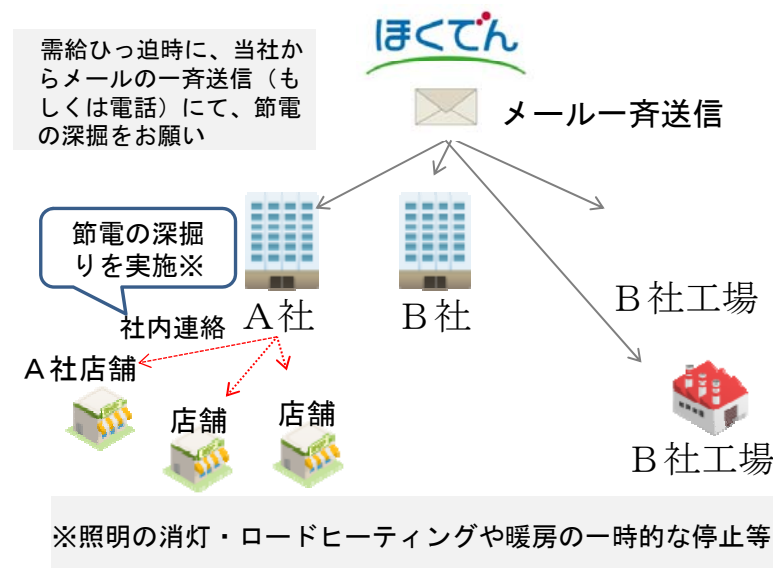 需給ひっ迫時に、当社か
らメールの一斉送信（も
しくは電話）にて、節電
の深掘をお願い
ほくでん
メール一斉送信
節電の深掘
りを実施※
社内連絡
A社
B社
B社工場
A社店舗
店舗
店舗
B社工場
※照明の消灯・ロードヒーティングや暖房の一時的な停止等